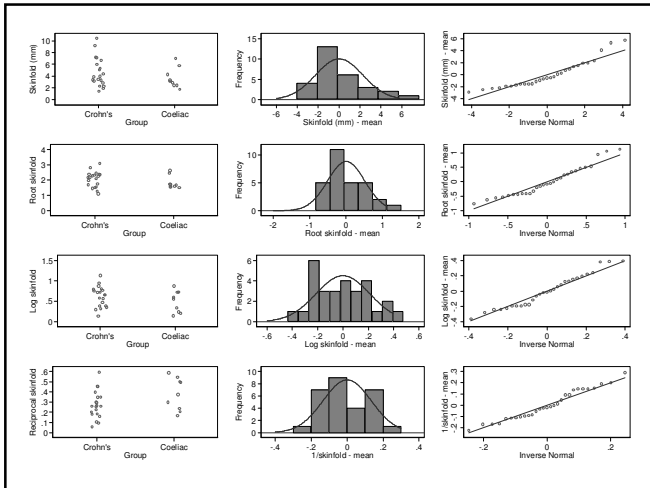 Skinfold (mm)
10
8
6
4
2
0
Crohn's Coeliac
Group
Frequency
15
10
5
0
-6 -4 -2 0 2 4 6
Skinfold (mm) - mean
Skinfold (mm) - mean
-2 0 2 4 6
-4 -2 0 2 4
Inverse Normal
Root skinfold
4
3
2
1
0
Crohn's Coeliac
Group
Frequency
10
5
0
-2 -1 0 1 2
Root skinfold - mean
Root skinfold - mean
-1 -.5 0 .5 1
-1 -.5 0 .5 1
Inverse Normal
Log skinfold
1.5
1
.5
0
Crohn's Coeliac
Group
Frequency
6
4
2
0
-.6 -.4 -.2 0 .2 .4 .6
Log skinfold - mean
Log skinfold - mean
-.4 -.2 0 .2 .4
-.4 -.2 0 .2 .4
Inverse Normal
Reciprocal skinfold
.6
.5
.4
.3
.2
.1
0
Crohn's Coeliac
Group
Frequency
10
8
6
4
2
0
-.4 -.2 0 .2 .4
1/skinfold - mean
1/skinfold - mean
-.2 -.1 0 .1 .2 .3
-.2 0 .2
Inverse Normal